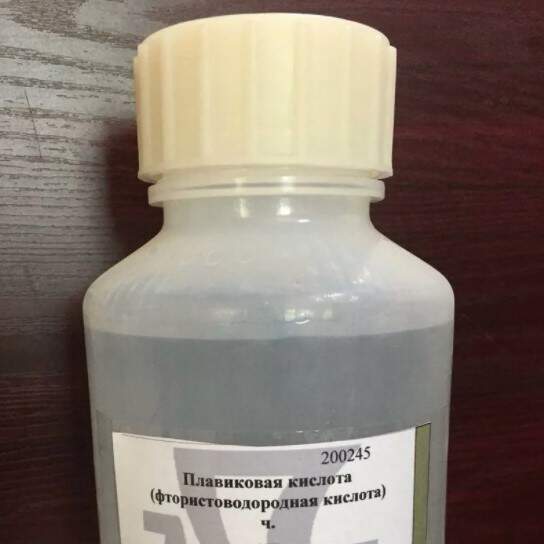 200245
Плавиковая кислота
(фтористоводородная кислота)
ч.